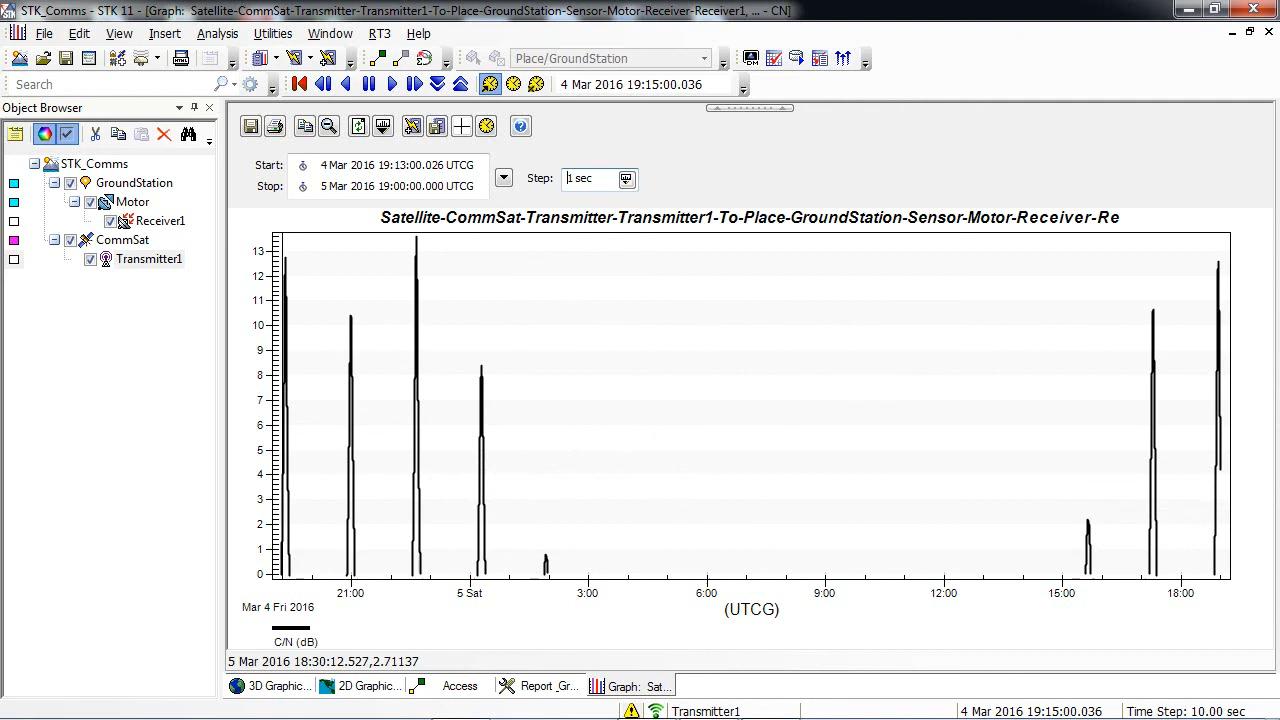 STK_Comms - STK 11 - [Graph: Satellite-CommSat-Transmitter-Transmitter1-To-Place-GroundStation-Sensor-Motor-Receiver-Receiver1, ... - CN]
File Edit View Insert Analysis Utilities Window RT3 Help
Place/GroundStation
Search
4 Mar 2016 19:15:00.036
Object Browser
STK_Comms
GroundStation
Motor
Receiver1
CommSat
Transmitter1
Start: 4 Mar 2016 19:13:00.026 UTCG
Stop: 5 Mar 2016 19:00:00.000 UTCG
Step: 1 sec
Satellite-CommSat-Transmitter-Transmitter1-To-Place-GroundStation-Sensor-Motor-Receiver-Re
13
12
11
10
9
8
7
6
5
4
3
2
1
0
21:00 5 Sat 3:00 6:00 9:00 12:00 15:00 18:00
Mar 4 Fri 2016
(UTCG)
C/N (dB)
5 Mar 2016 18:30:12.527,2.71137
3D Graphic... 2D Graphic... Access Report_Gr... Graph: Sat...
Transmitter1 4 Mar 2016 19:15:00.036 Time Step: 10.00 sec